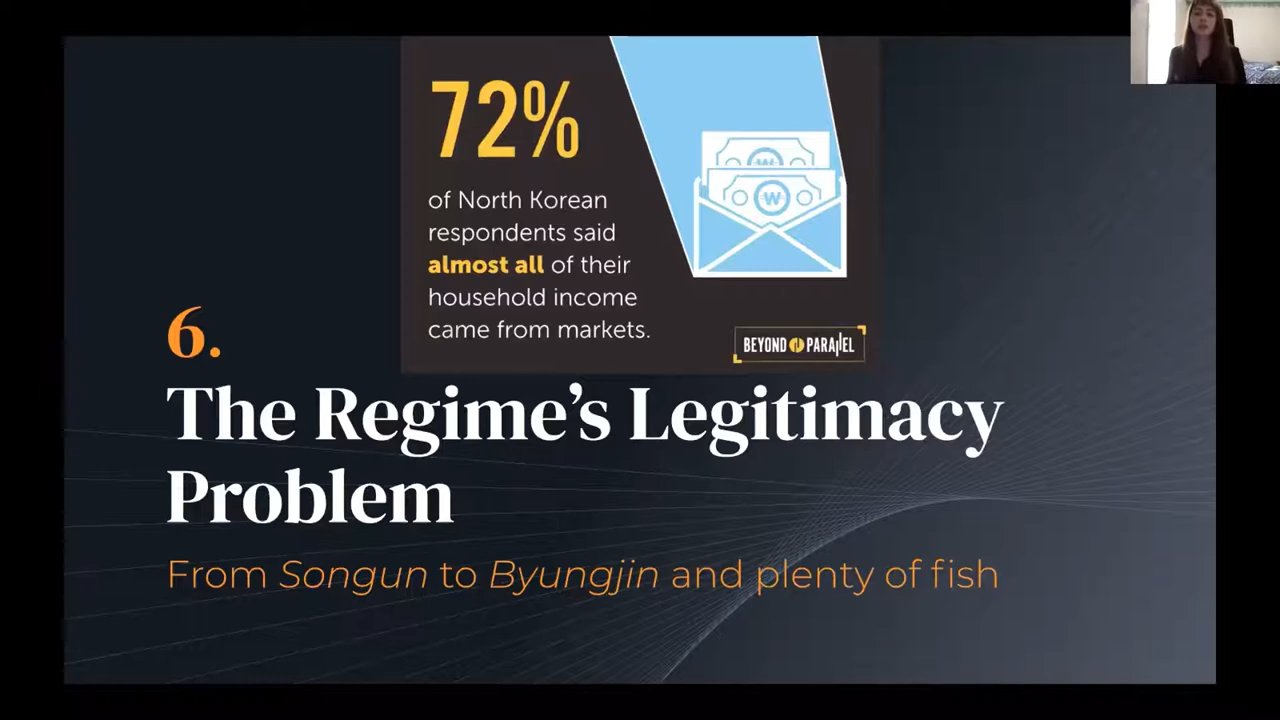 72%
of North Korean
respondents said
almost all of their
household income
came from markets.
W
W
BEYOND PARALLEL
6.
The Regime's Legitimacy
Problem
From Songun to Byungjin and plenty of fish